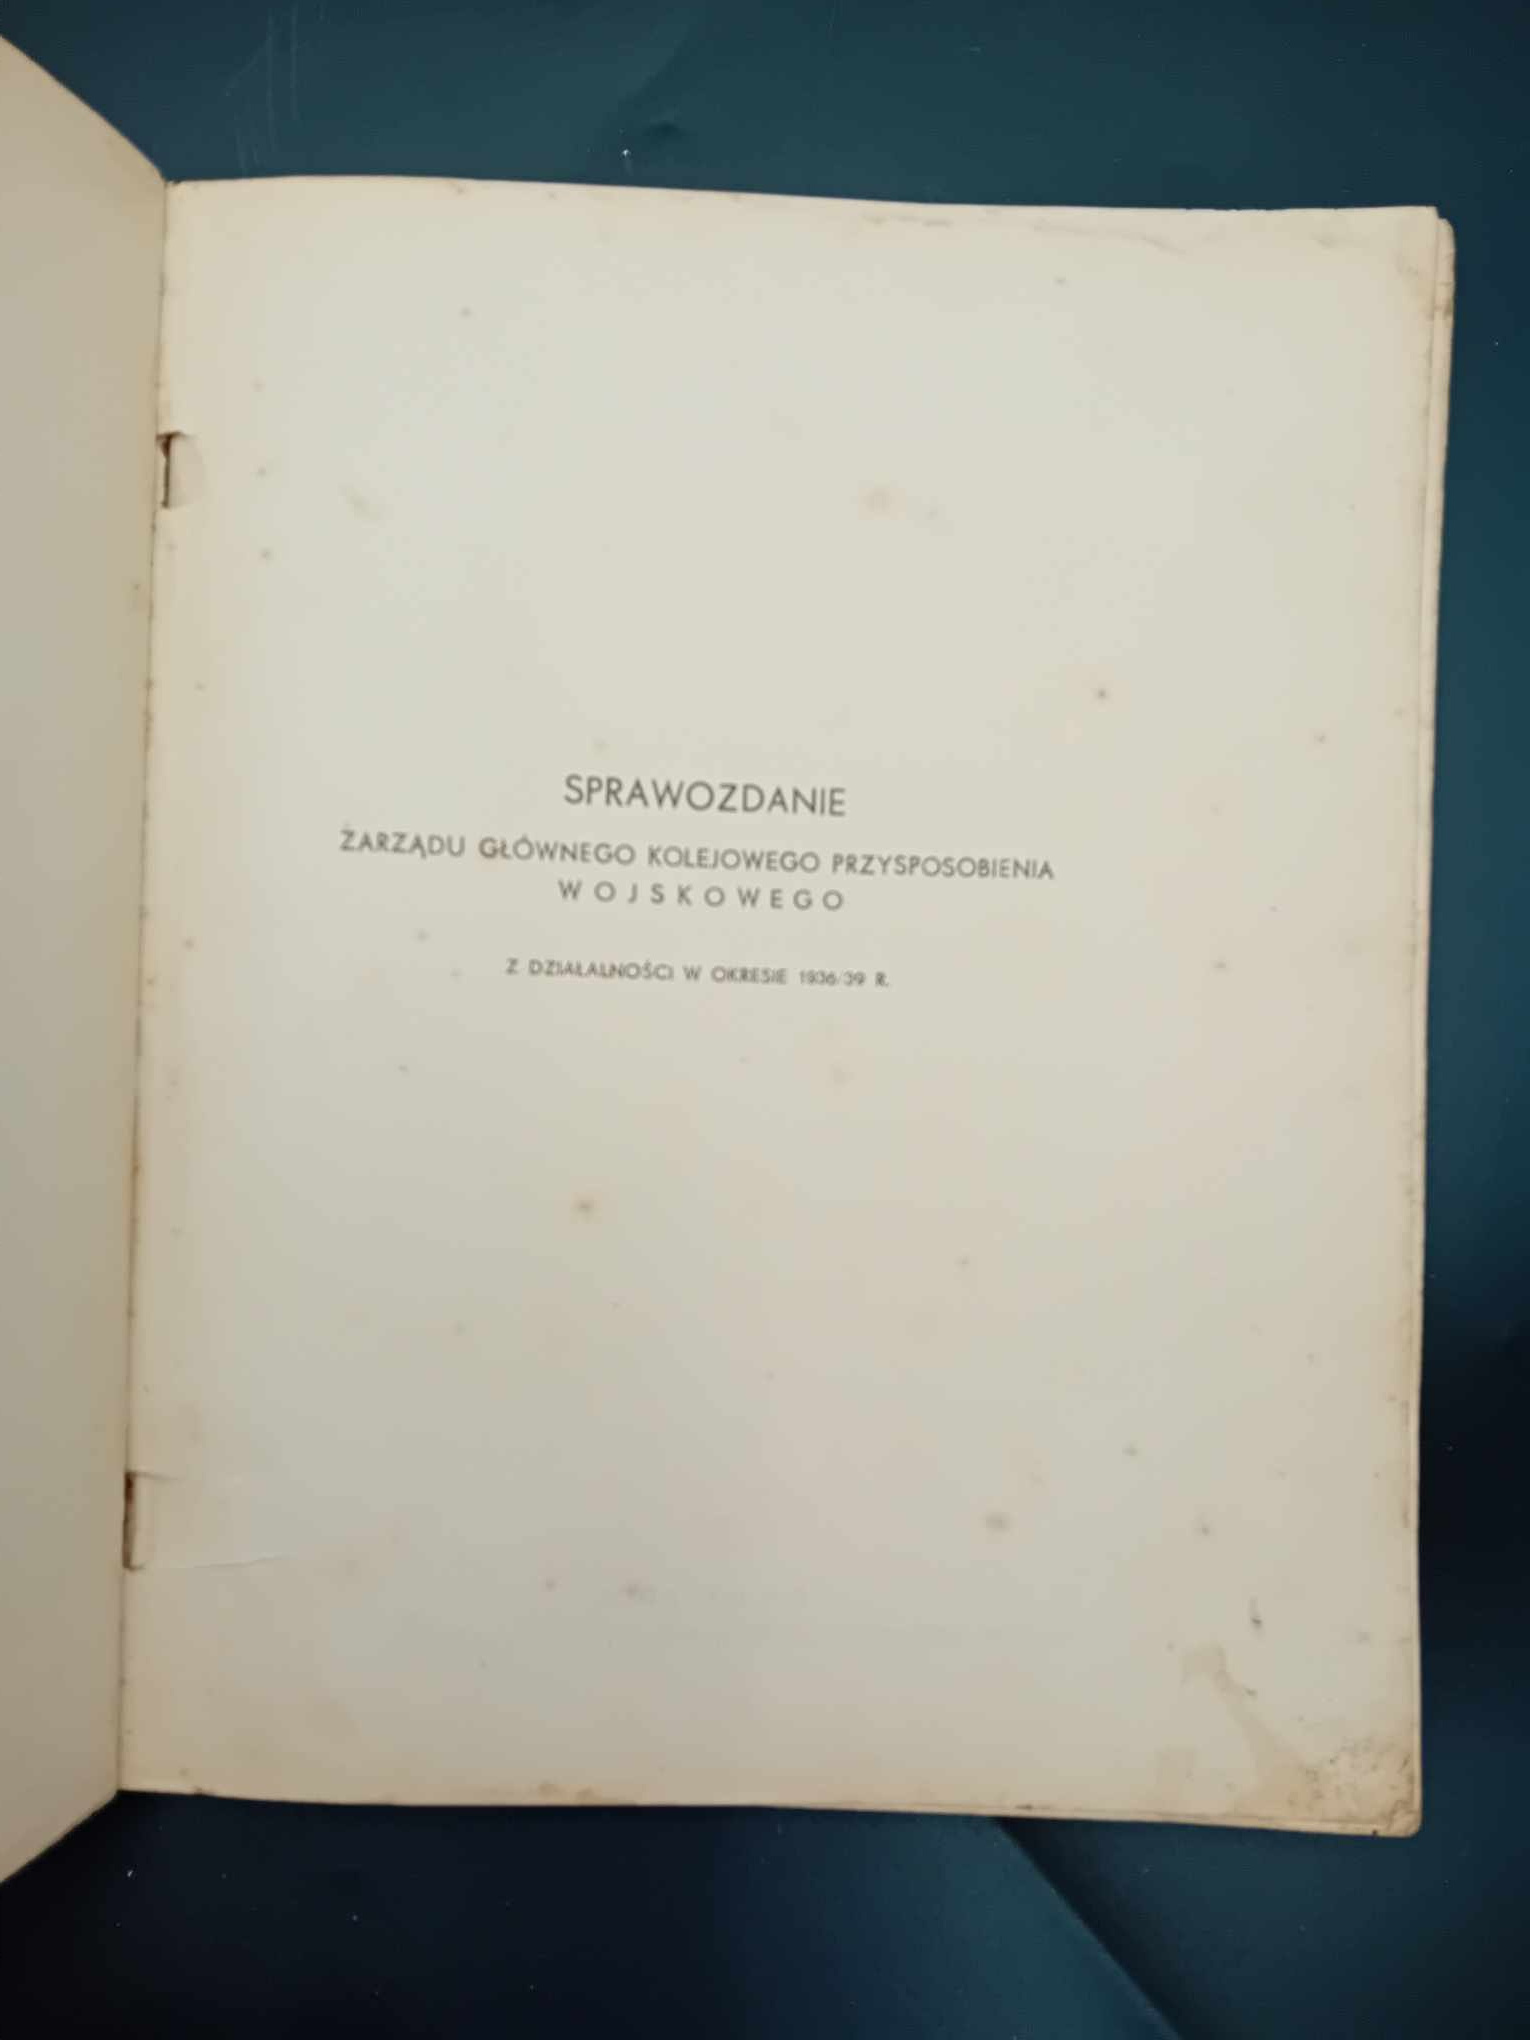 SPRAWOZDANIE
ZARZĄDU GŁÓWNEGO KOLEJOWEGO PRZYSPOSOBIENIA
WOJSKOWEGO
Z DZIAŁALNOŚCI W OKRESIE 1936/39 R.